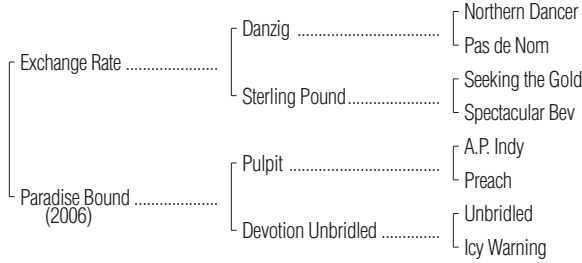 Northern Dancer
Danzig ........................
Pas de Nom
Exchange Rate ......................
Seeking the Gold
Sterling Pound......................
Spectacular Bev
A.P. Indy
Pulpit ........................
Preach
Paradise Bound ....................
(2006)
Unbridled
Devotion Unbridled ..............
Icy Warning